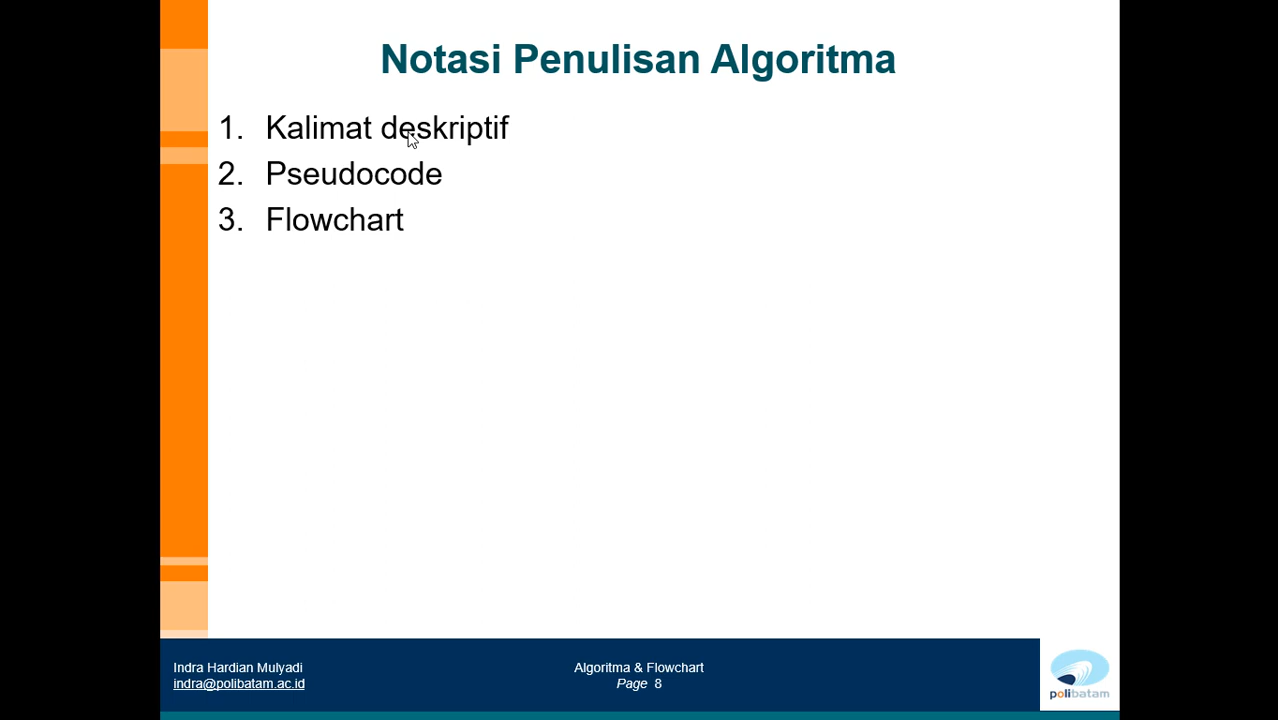 Notasi Penulisan Algoritma
1. Kalimat deskriptif
2. Pseudocode
3. Flowchart
Indra Hardian Mulyadi
indra@polibatam.ac.id
Algoritma & Flowchart
Page 8
polibatam